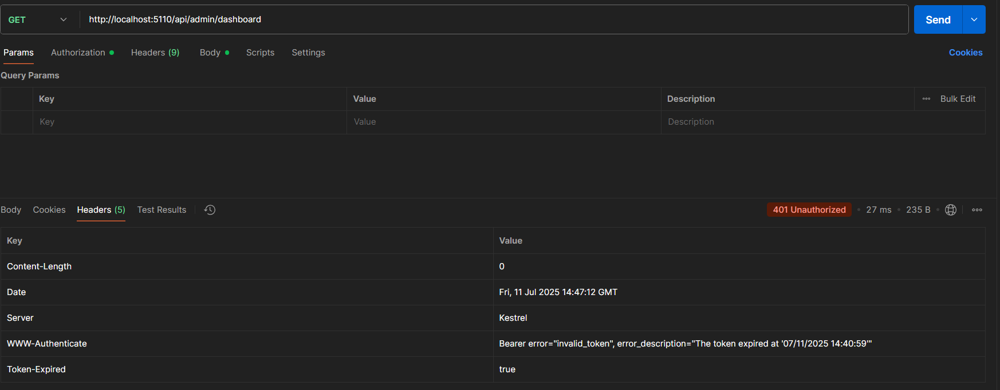 GET http://localhost:5110/api/admin/dashboard Send
Params Authorization Headers (9) Body Scripts Settings Cookies
Query Params
Key Value Description Bulk Edit
Key Value Description
Body Cookies Headers (5) Test Results 401 Unauthorized 27 ms 235 B
Key Value
Content-Length 0
Date Fri, 11 Jul 2025 14:47:12 GMT
Server Kestrel
WWW-Authenticate Bearer error="invalid_token", error_description="The token expired at '07/11/2025 14:40:59'"
Token-Expired true